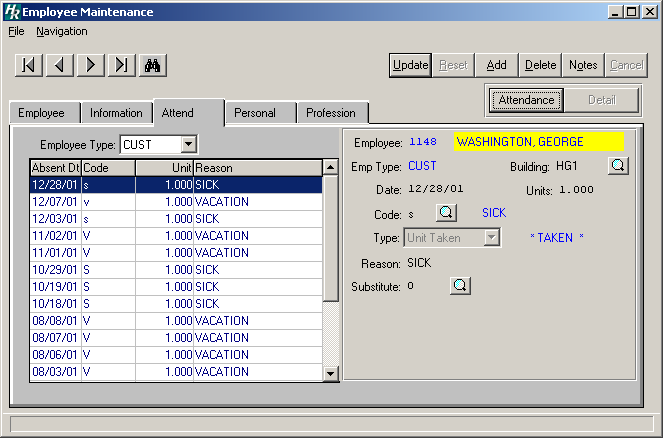 HR Employee Maintenance
File Navigation
Update Reset Add Delete Notes Cancel
Attendance Detail
Employee Information Attend Personal Profession
Employee Type: CUST
Absent Dt Code Unit Reason
12/28/01 s 1.000 SICK
12/07/01 v 1.000 VACATION
12/03/01 s 1.000 SICK
11/02/01 V 1.000 VACATION
11/01/01 V 1.000 VACATION
10/29/01 S 1.000 SICK
10/19/01 S 1.000 SICK
10/18/01 S 1.000 SICK
08/08/01 V 1.000 VACATION
08/07/01 V 1.000 VACATION
08/06/01 V 1.000 VACATION
08/03/01 V 1.000 VACATION
Employee: 1148 WASHINGTON, GEORGE
Emp Type: CUST Building: HG1
Date: 12/28/01 Units: 1.000
Code: s SICK
Type: Unit Taken * TAKEN *
Reason: SICK
Substitute: 0